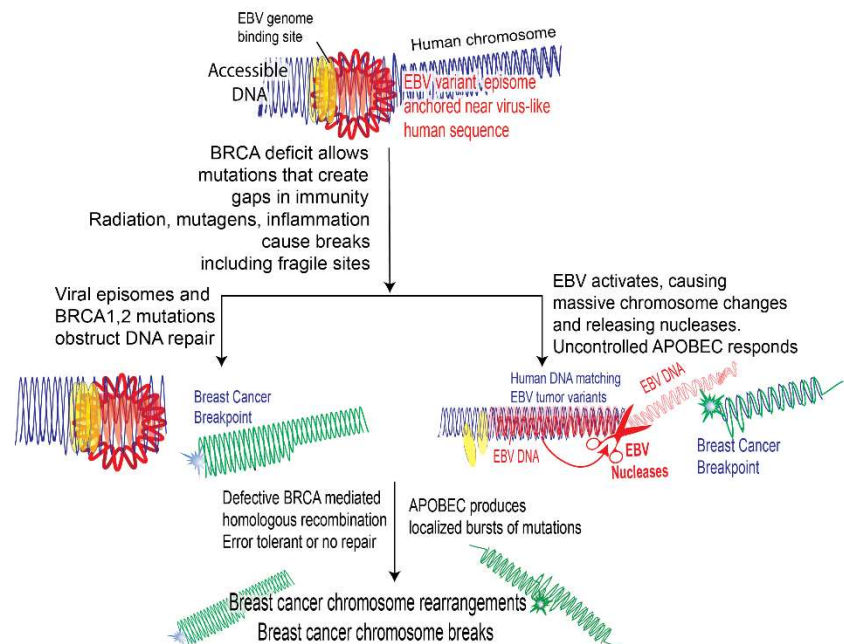 EBV genome
binding site
Human chromosome
Accessible
DNA
EBV variant episome
anchored near virus-like
human sequence
BRCA deficit allows
mutations that create
gaps in immunity
Radiation, mutagens, inflammation
cause breaks
including fragile sites
Viral episomes and
BRCA1,2 mutations
obstruct DNA repair
EBV activates, causing
massive chromosome changes
and releasing nucleases.
Uncontrolled APOBEC responds
Breast Cancer
Breakpoint
Human DNA matching
EBV tumor variants
EBV DNA
EBV DNA
EBV
Nucleases
Breast Cancer
Breakpoint
Defective BRCA mediated
homologous recombination
Error tolerant or no repair
APOBEC produces
localized bursts of mutations
Breast cancer chromosome rearrangements
Breast cancer chromosome breaks